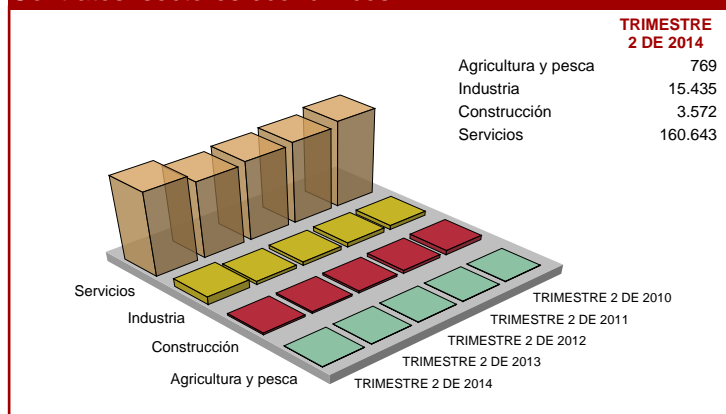 TRIMESTRE
2 DE 2014
Agricultura y pesca 769
Industria 15.435
Construcción 3.572
Servicios 160.643
Servicios
Industria
Construcción
Agricultura y pesca
TRIMESTRE 2 DE 2010
TRIMESTRE 2 DE 2011
TRIMESTRE 2 DE 2012
TRIMESTRE 2 DE 2013
TRIMESTRE 2 DE 2014